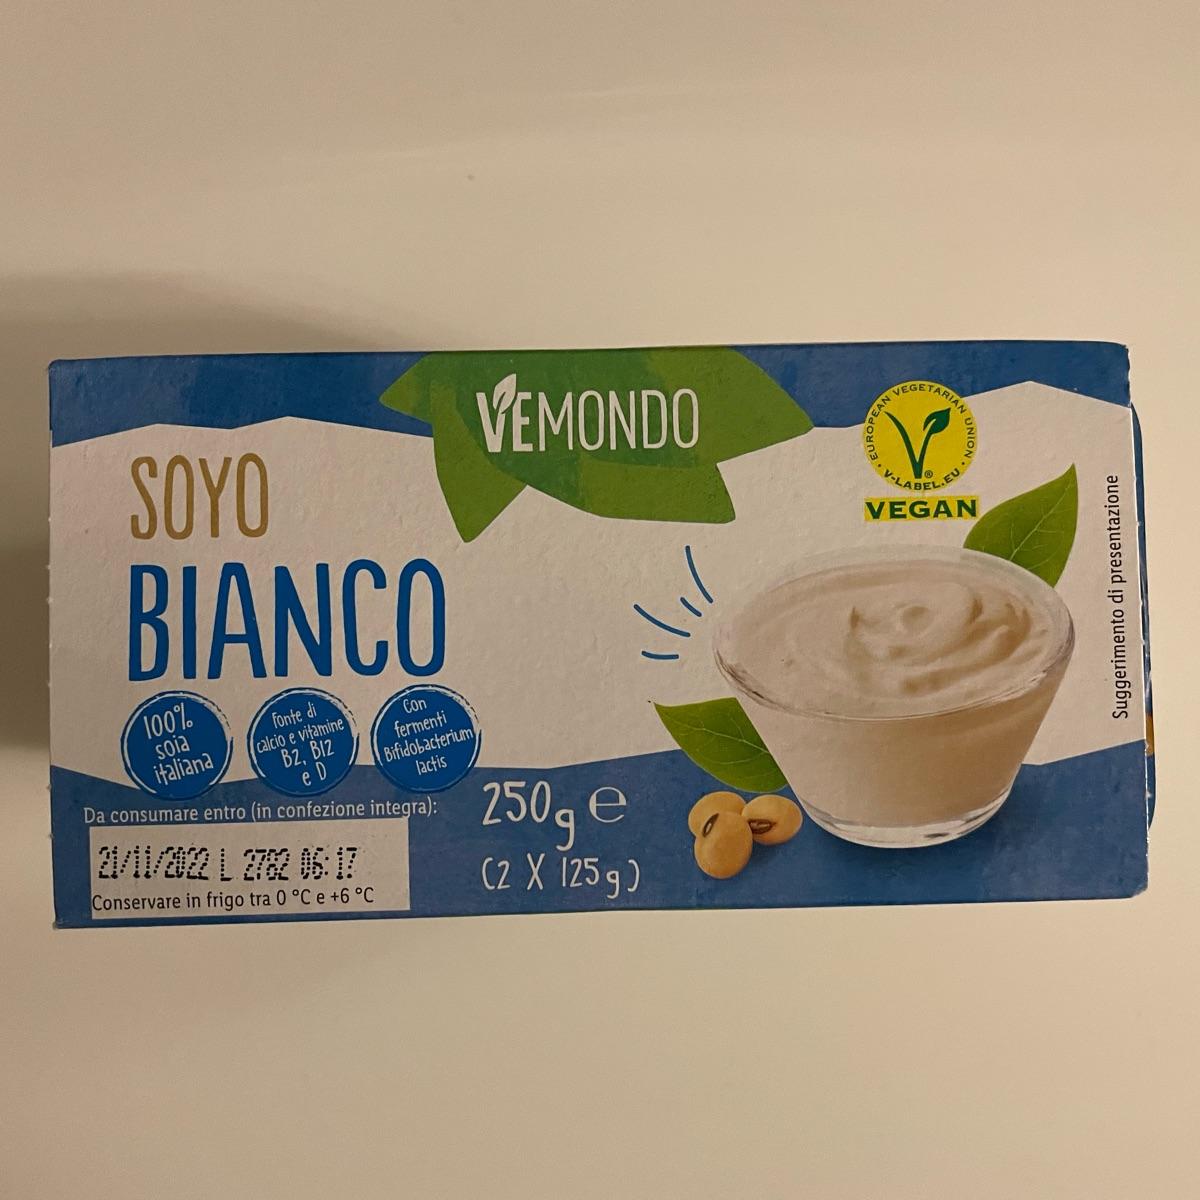 VEMONDO
EUROPEAN VEGETARIAN UNION
V-LABEL.EU
®
VEGAN
SOYO
BIANCO
100%
soia
italiana
Fonte di
calcio e vitamine
B2, B12
e D
Con
fermenti
Bifidobacterium
lactis
Da consumare entro (in confezione integra):
21/11/2022 L 2782 06:17
Conservare in frigo tra 0 °C e +6 °C
250g e
(2 X 125g)
Suggerimento di presentazione